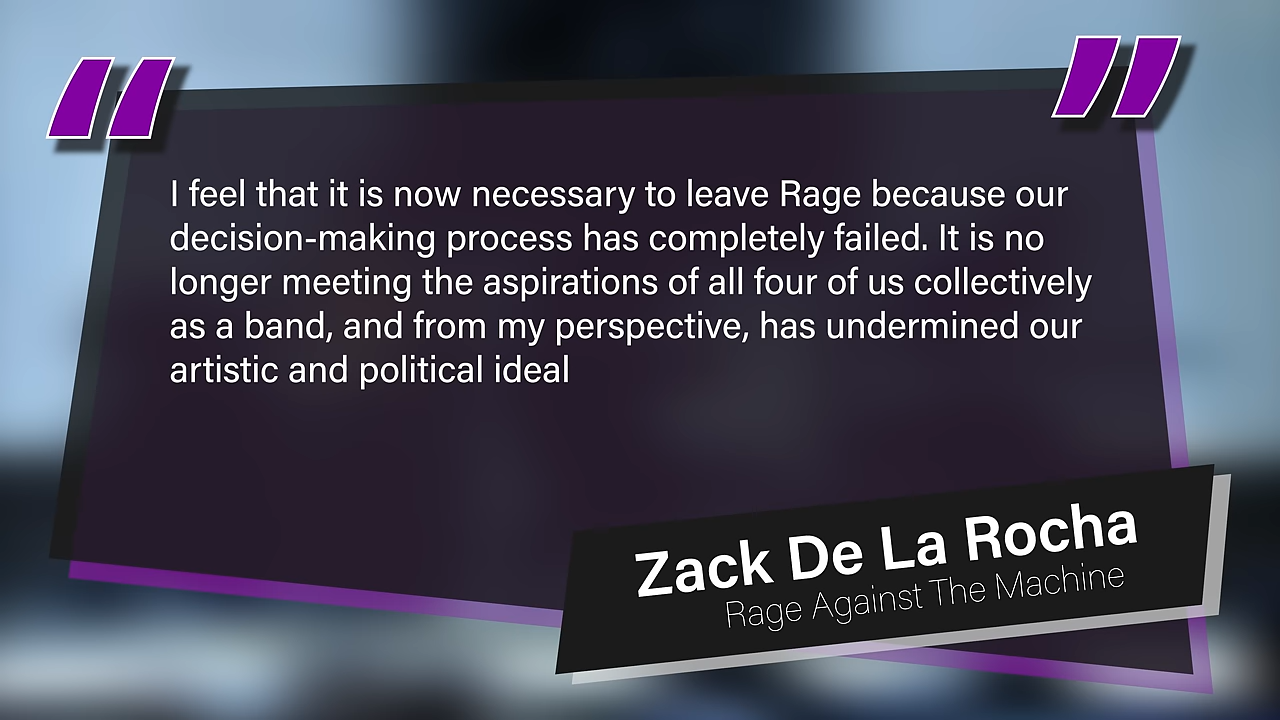 I feel that it is now necessary to leave Rage because our
decision-making process has completely failed. It is no
longer meeting the aspirations of all four of us collectively
as a band, and from my perspective, has undermined our
artistic and political ideal
Zack De La Rocha
Rage Against The Machine